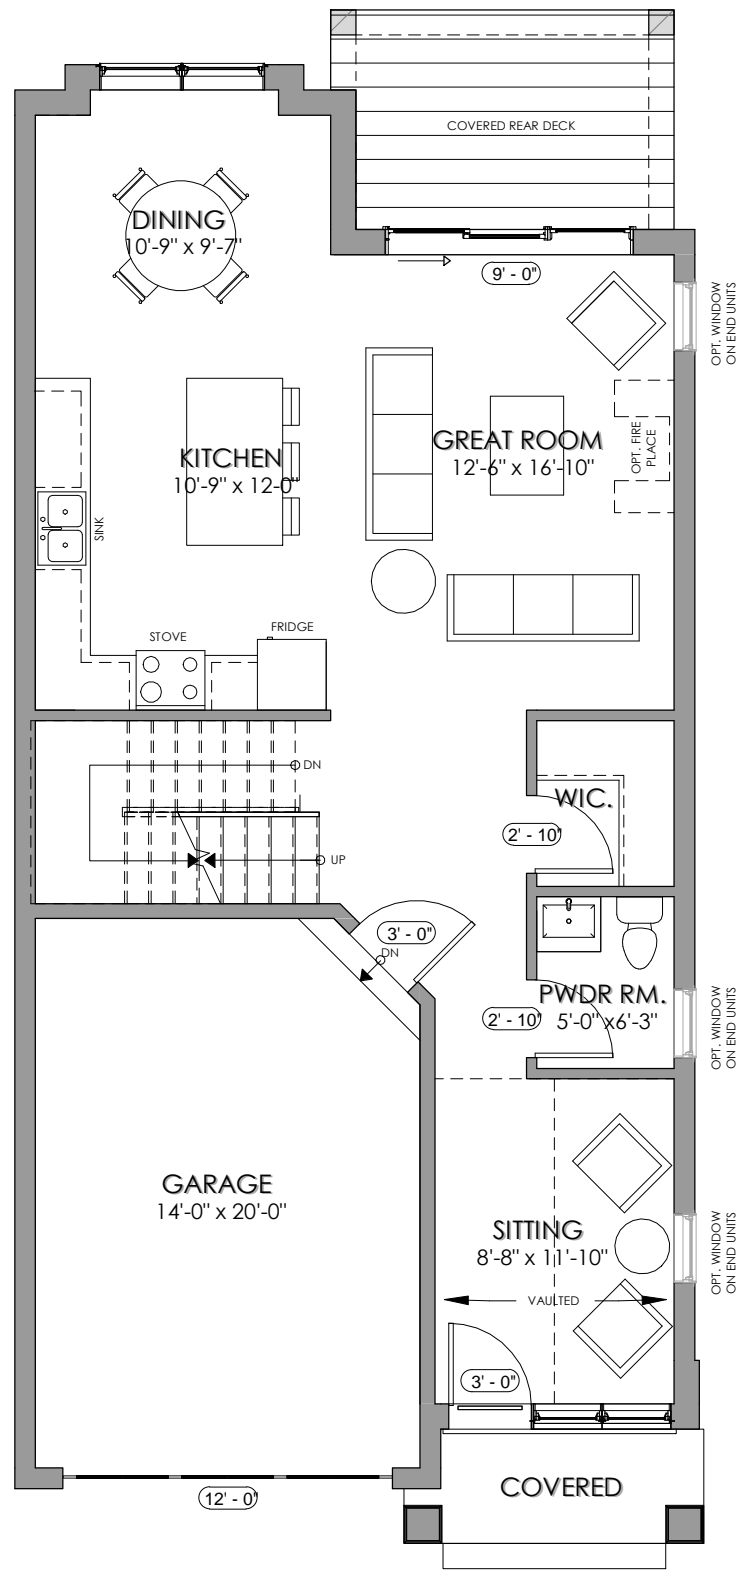 COVERED REAR DECK
DINING
10'-9" x 9'-7"
9' - 0"
OPT. WINDOW
ON END UNITS
KITCHEN
10'-9" x 12-0"
GREAT ROOM
12'-6" x 16'-10"
OPT. FIRE
PLACE
SINK
STOVE
FRIDGE
DN
UP
WIC.
2' - 10"
3' - 0"
DN
PWDR RM.
5'-0" x6'-3"
2' - 10"
OPT. WINDOW
ON END UNITS
GARAGE
14'-0" x 20'-0"
SITTING
8'-8" x 11'-10"
OPT. WINDOW
ON END UNITS
VAULTED
3' - 0"
12' - 0"
COVERED